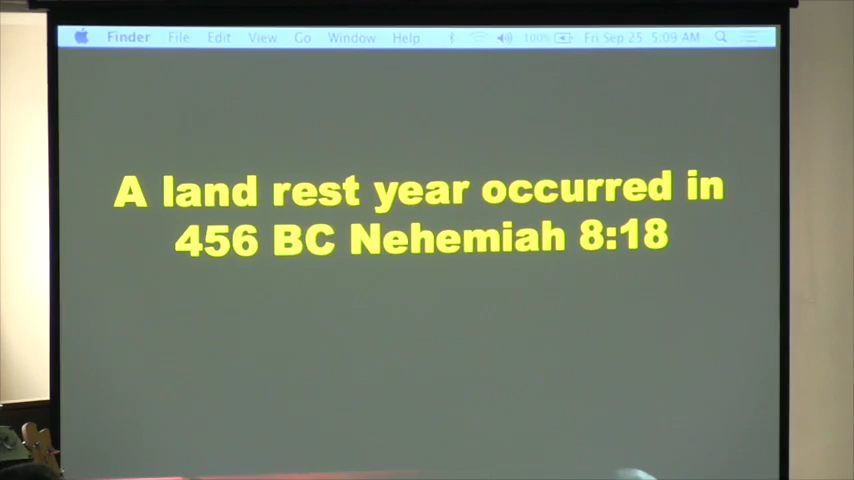 Finder File Edit View Go Window Help 100% Fri Sep 25 5:09 AM
A land rest year occurred in
456 BC Nehemiah 8:18